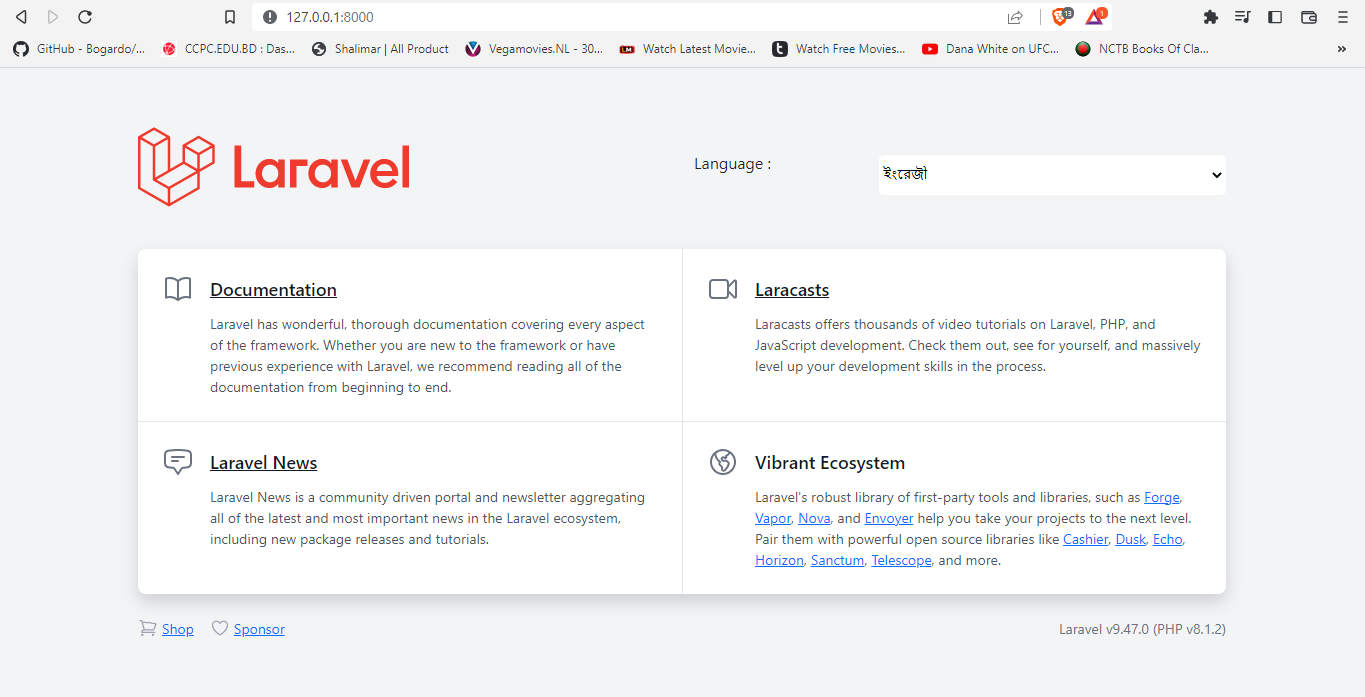 127.0.0.1:8000
13
1
GitHub - Bogardo/...
CCPC.EDU.BD : Das...
Shalimar | All Product
Vegamovies.NL - 30...
LM
Watch Latest Movie...
t
Watch Free Movies...
Dana White on UFC...
NCTB Books Of Cla...
»
Laravel
Language :
ইংরেজী
Documentation
Laravel has wonderful, thorough documentation covering every aspect
of the framework. Whether you are new to the framework or have
previous experience with Laravel, we recommend reading all of the
documentation from beginning to end.
Laracasts
Laracasts offers thousands of video tutorials on Laravel, PHP, and
JavaScript development. Check them out, see for yourself, and massively
level up your development skills in the process.
Laravel News
Laravel News is a community driven portal and newsletter aggregating
all of the latest and most important news in the Laravel ecosystem,
including new package releases and tutorials.
Vibrant Ecosystem
Laravel's robust library of first-party tools and libraries, such as Forge,
Vapor, Nova, and Envoyer help you take your projects to the next level.
Pair them with powerful open source libraries like Cashier, Dusk, Echo,
Horizon, Sanctum, Telescope, and more.
Shop
Sponsor
Laravel v9.47.0 (PHP v8.1.2)